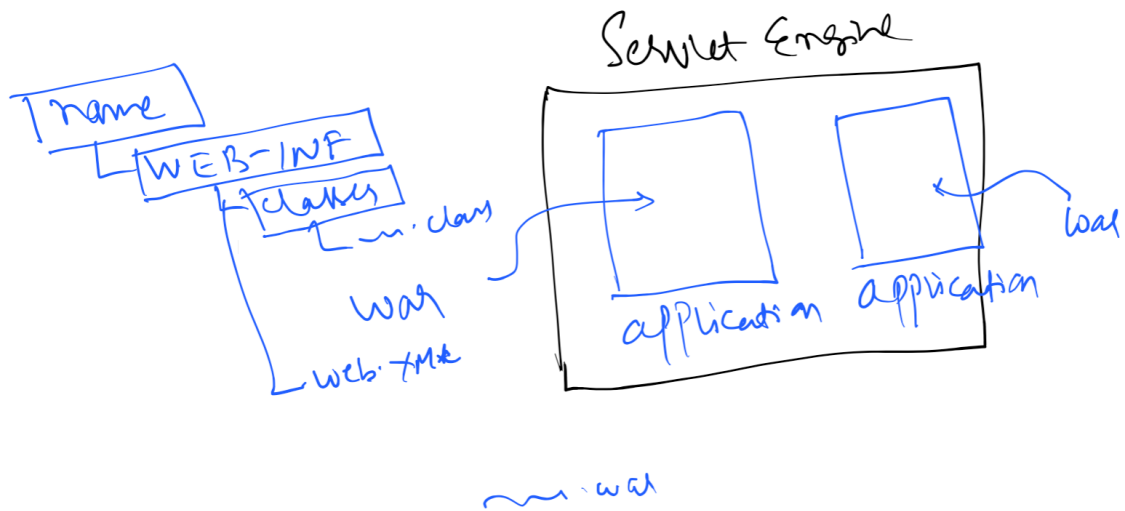 Servlet Engine
name
WEB-INF
classes
.class
war
web.xml
application
application
war
.war